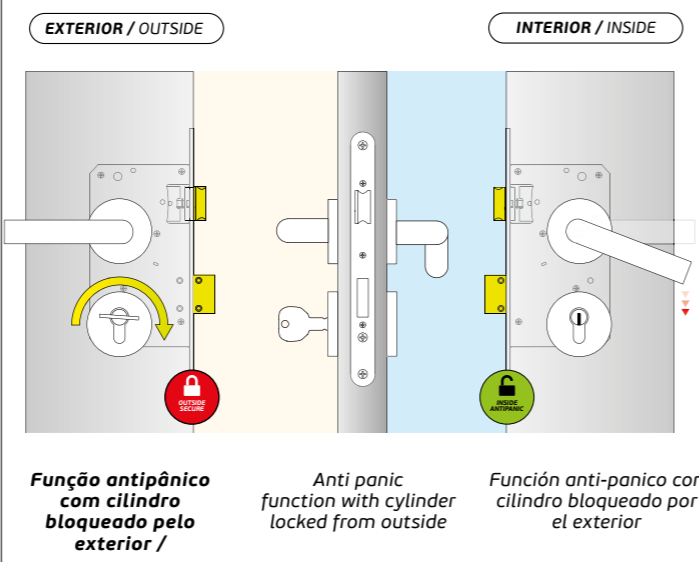 EXTERIOR / OUTSIDE
INTERIOR / INSIDE
OUTSIDE
SECURE
INSIDE
ANTIPANIC
Função antipânico
com cilindro
bloqueado pelo
exterior /
Anti panic
function with cylinder
locked from outside
Función anti-panico con
cilindro bloqueado por
el exterior